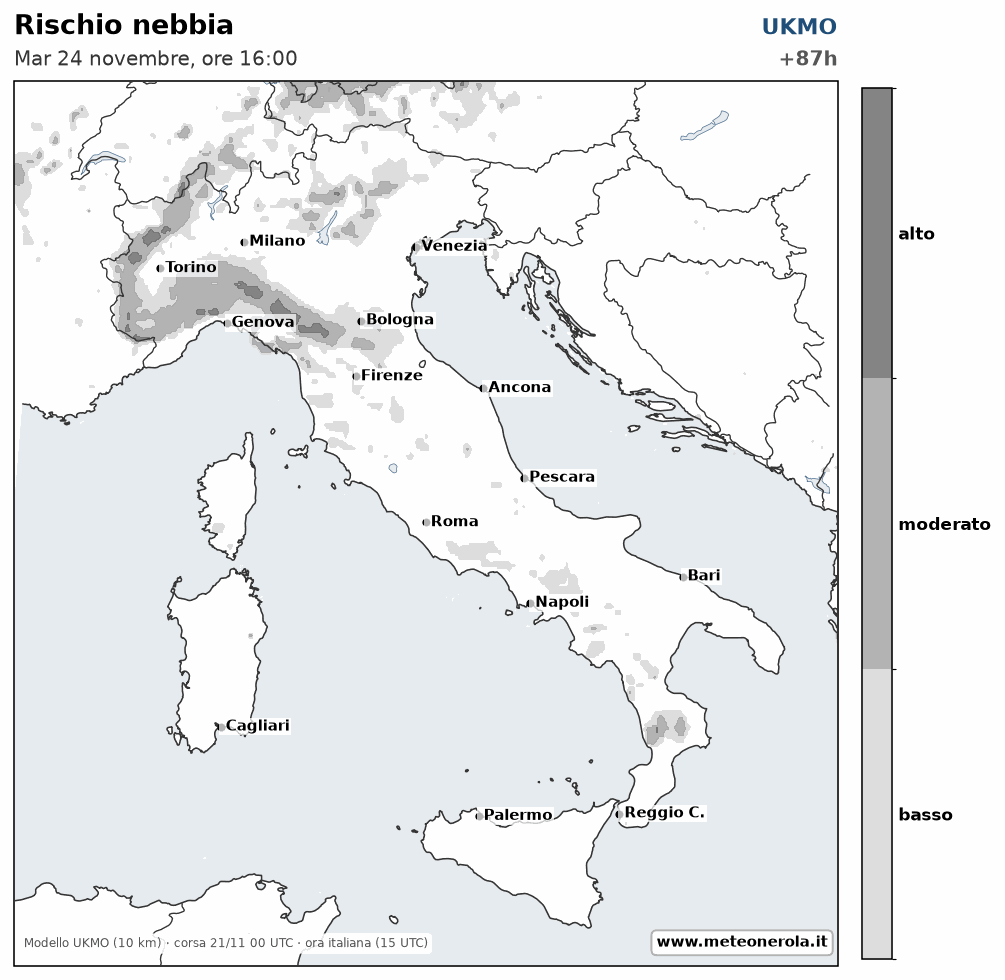 Rischio nebbia
UKMO
Mar 24 novembre, ore 16:00
+87h
alto
Milano
Venezia
Torino
Genova
Bologna
Firenze
Ancona
Pescara
Roma
moderato
Bari
Napoli
Cagliari
Palermo
Reggio C.
basso
Modello UKMO (10 km) · corsa 21/11 00 UTC · ora italiana (15 UTC)
www.meteonerola.it